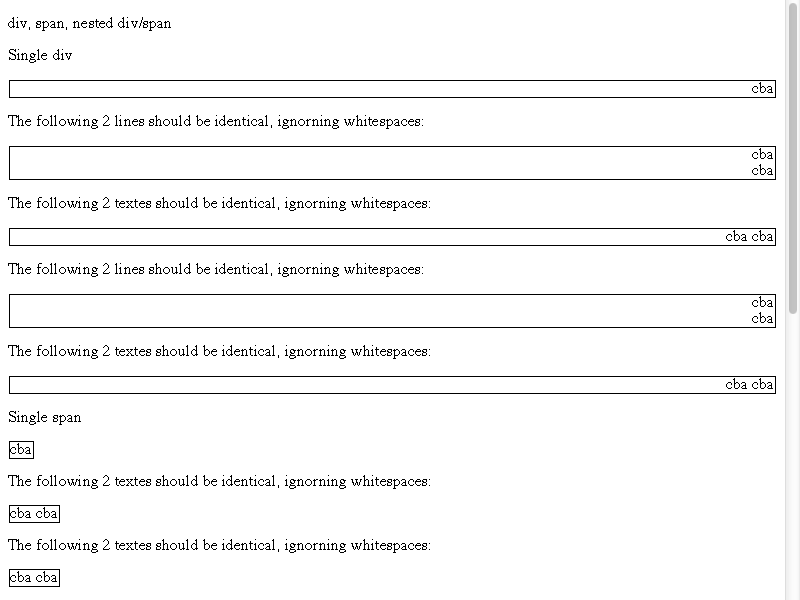 div, span, nested div/span
Single div
cba
The following 2 lines should be identical, ignorning whitespaces:
cba
cba
The following 2 textes should be identical, ignorning whitespaces:
cba cba
The following 2 lines should be identical, ignorning whitespaces:
cba
cba
The following 2 textes should be identical, ignorning whitespaces:
cba cba
Single span
cba
The following 2 textes should be identical, ignorning whitespaces:
cba cba
The following 2 textes should be identical, ignorning whitespaces:
cba cba